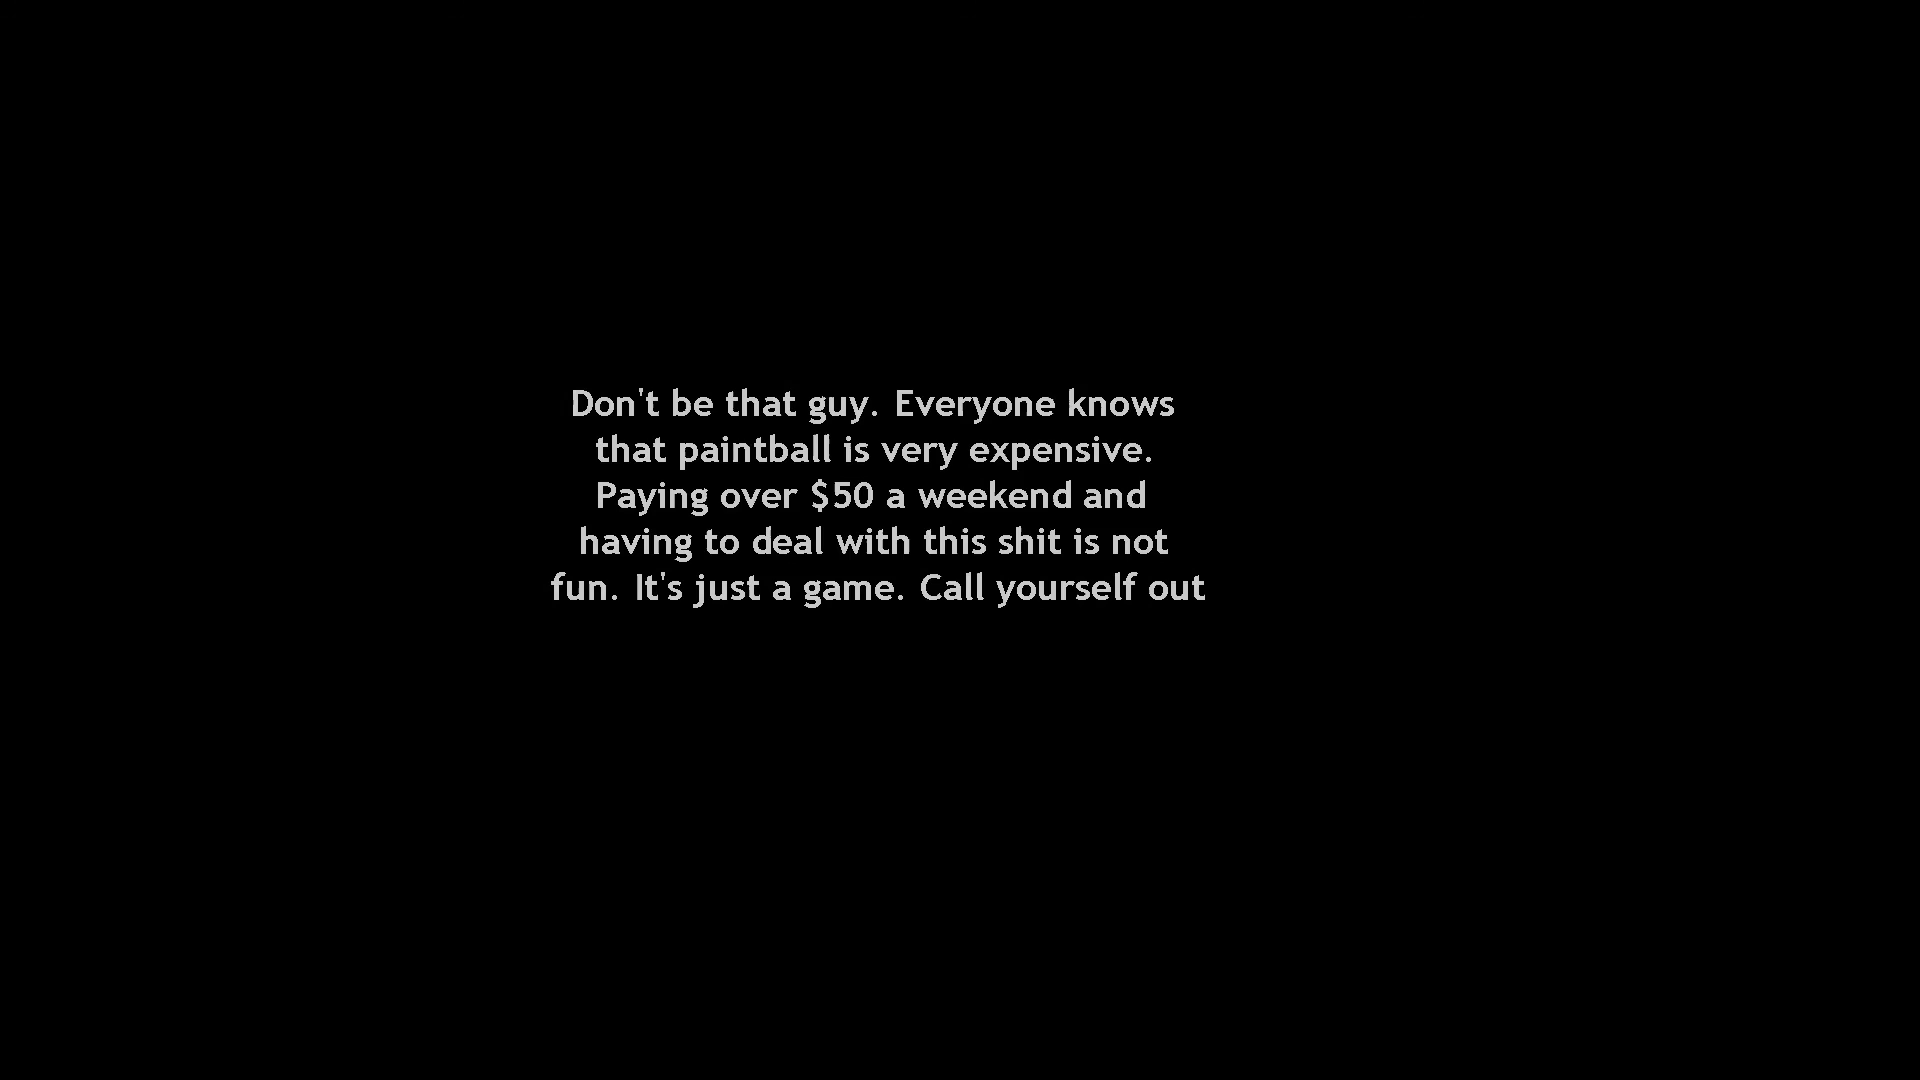 Don't be that guy. Everyone knows
that paintball is very expensive.
Paying over $50 a weekend and
having to deal with this shit is not
fun. It's just a game. Call yourself out